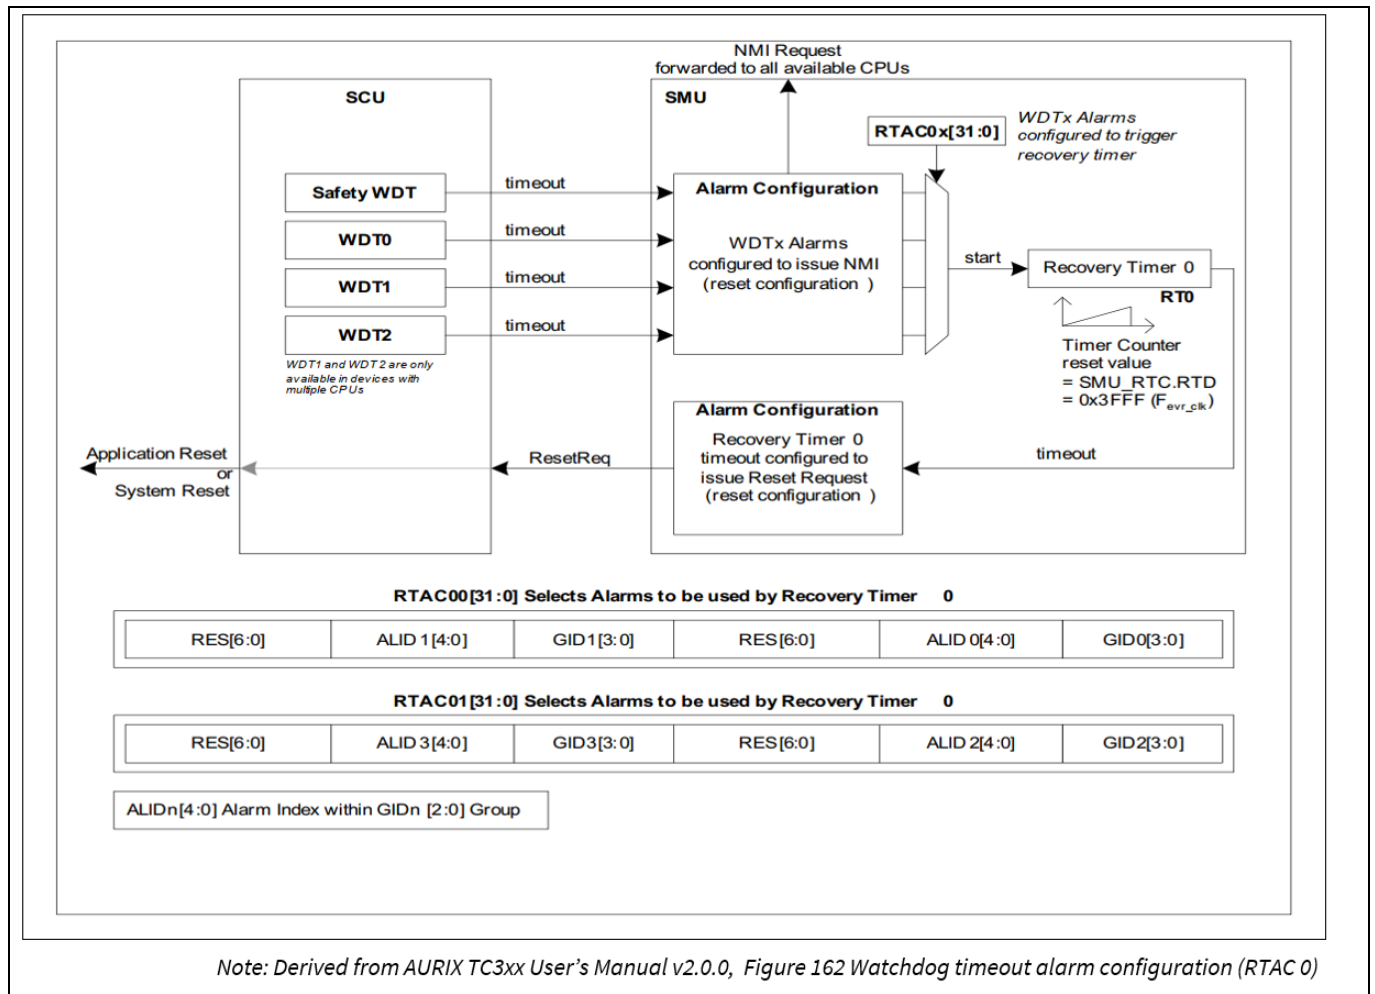 NMI Request
forwarded to all available CPUs
SCU
SMU
RTAC0x[31:0]
WDTx Alarms
configured to trigger
recovery timer
Safety WDT
timeout
WDT0
timeout
WDT1
timeout
WDT2
timeout
WDT1 and WDT2 are only
available in devices with
multiple CPUs
Alarm Configuration
WDTx Alarms
configured to issue NMI
(reset configuration )
start
Recovery Timer 0
RT0
Timer Counter
reset value
= SMU_RTC.RTD
= 0x3FFF (Fevr_clk)
Alarm Configuration
Recovery Timer 0
timeout configured to
issue Reset Request
(reset configuration )
timeout
ResetReq
Application Reset
or
System Reset
RTAC00[31:0] Selects Alarms to be used by Recovery Timer 0
RES[6:0] ALID 1[4:0] GID1[3:0] RES[6:0] ALID 0[4:0] GID0[3:0]
RTAC01[31:0] Selects Alarms to be used by Recovery Timer 0
RES[6:0] ALID 3[4:0] GID3[3:0] RES[6:0] ALID 2[4:0] GID2[3:0]
ALIDn[4:0] Alarm Index within GIDn [2:0] Group
Note: Derived from AURIX TC3xx User’s Manual v2.0.0, Figure 162 Watchdog timeout alarm configuration (RTAC 0)